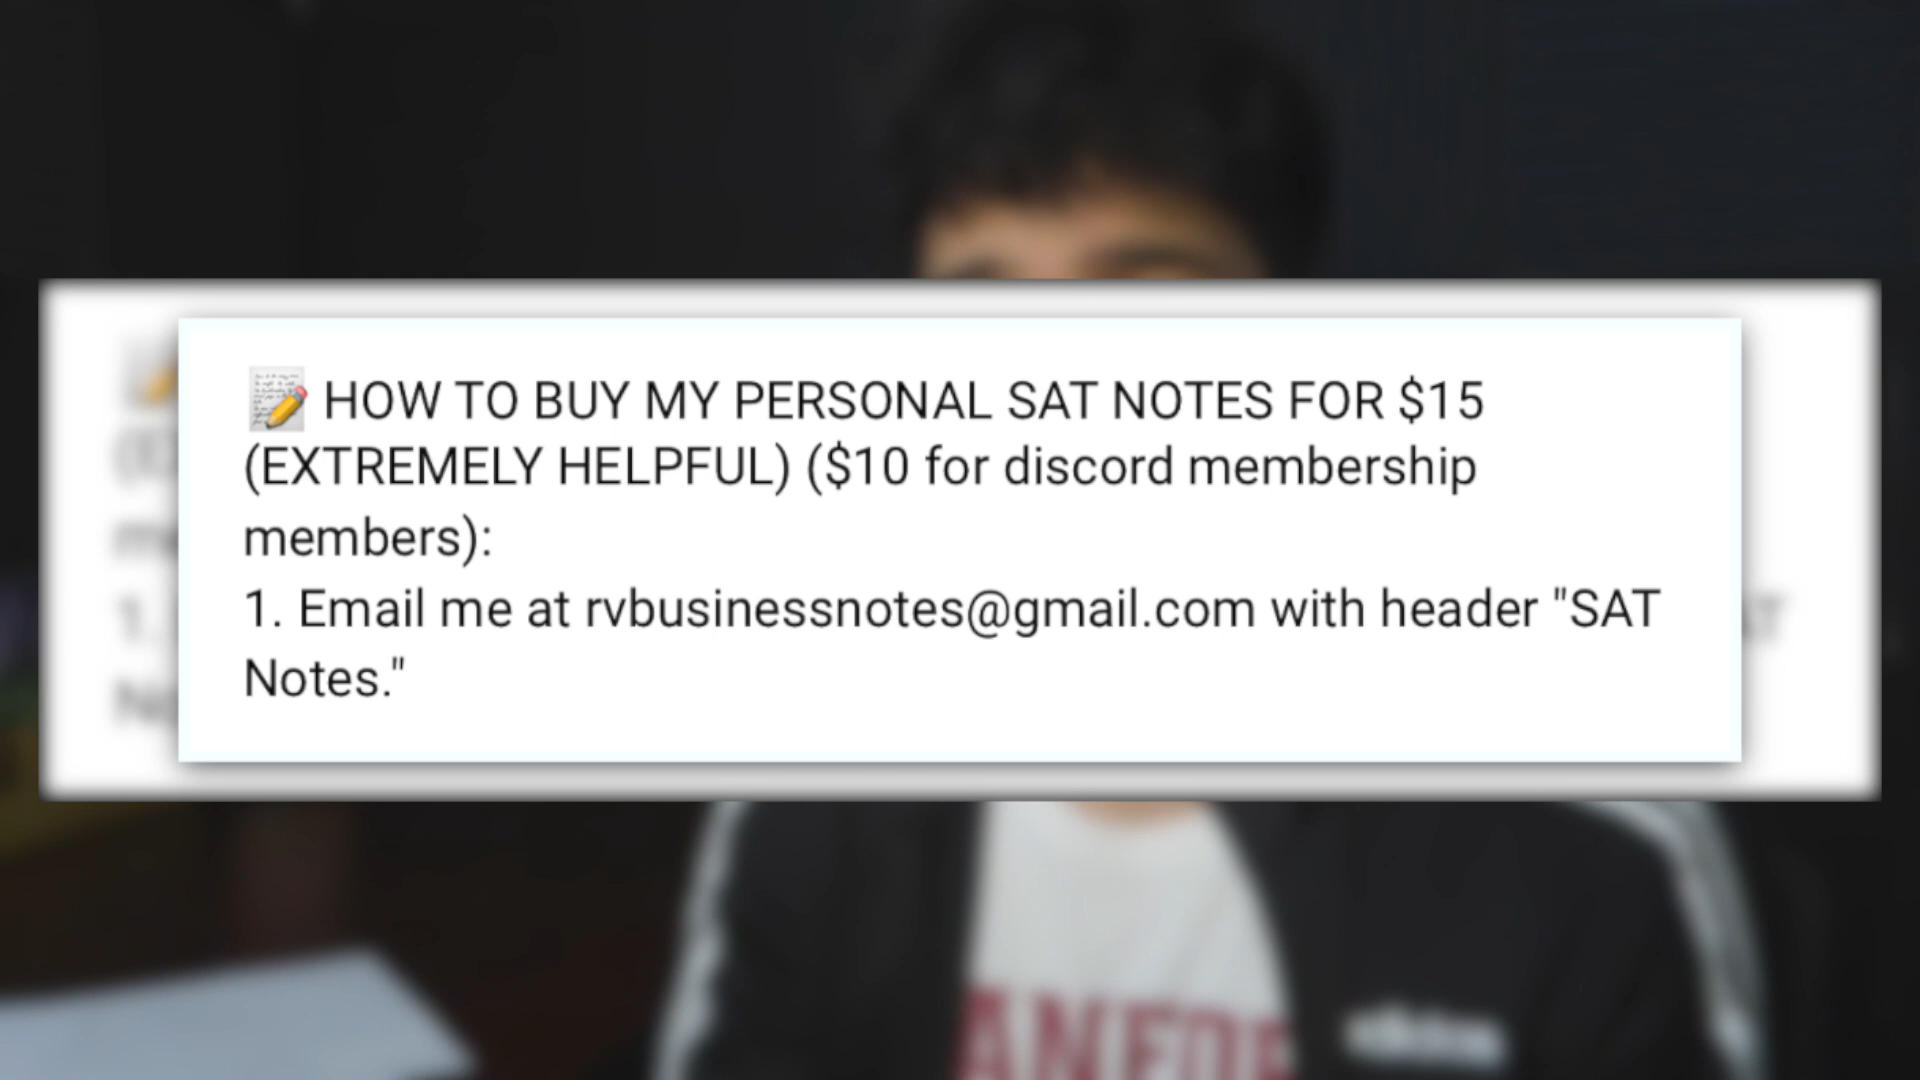 📝 HOW TO BUY MY PERSONAL SAT NOTES FOR $15
(EXTREMELY HELPFUL) ($10 for discord membership
members):
1. Email me at rvbusinessnotes@gmail.com with header "SAT
Notes."
ANFOR